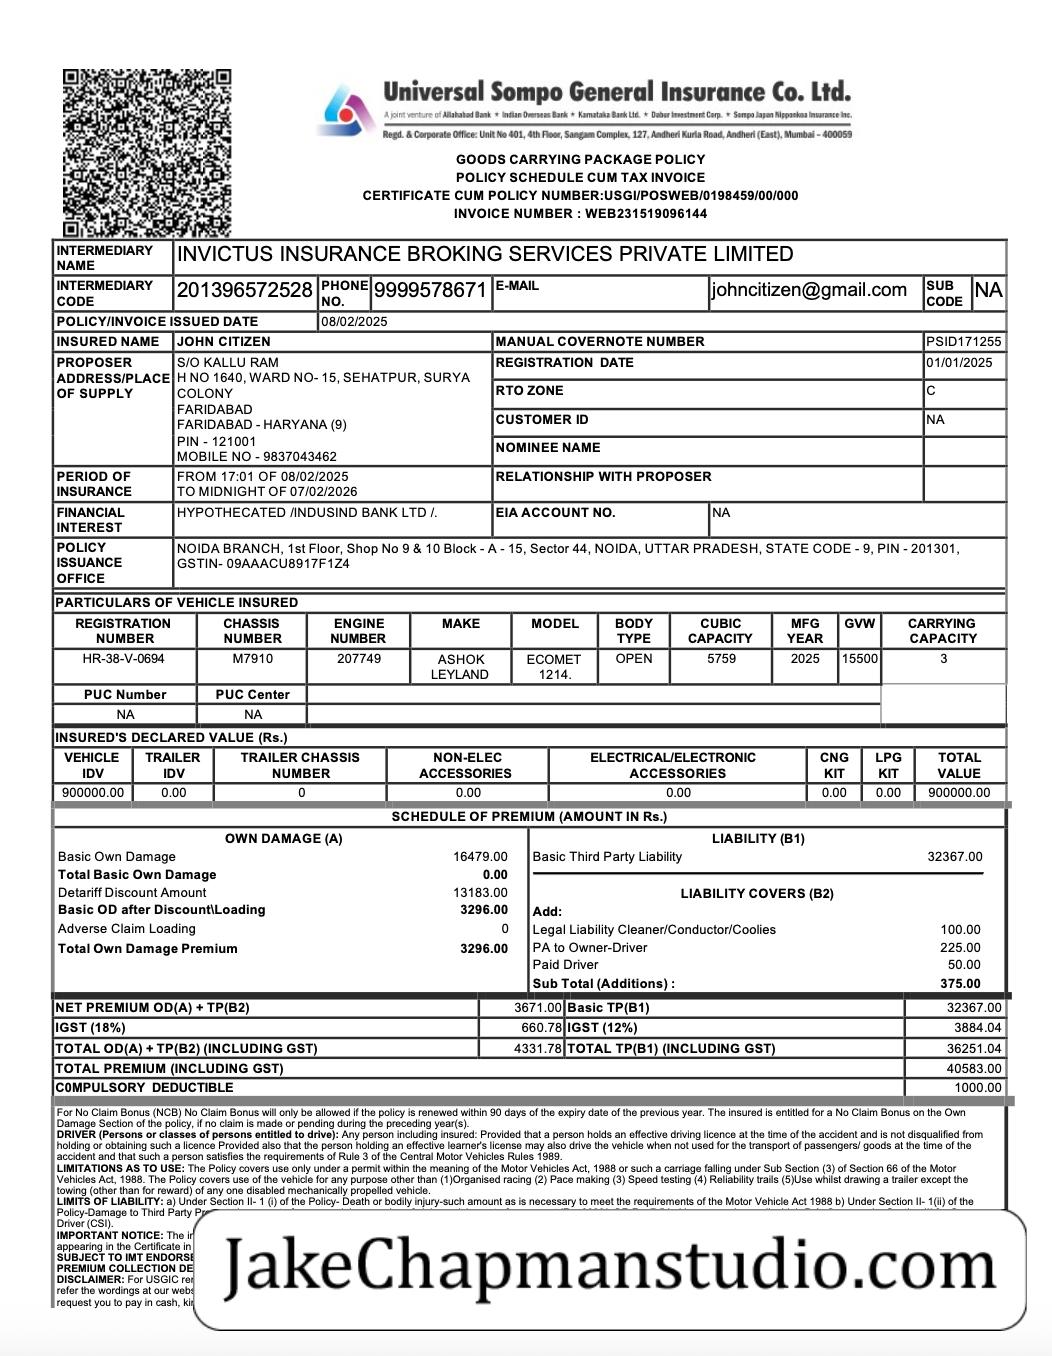 Universal Sompo General Insurance Co. Ltd.
A joint venture of Allahabad Bank * Indian Overseas Bank * Karnataka Bank Ltd. * Dabur Investment Corp. * Sompo Japan Nipponkoa Insurance Inc.
Regd. & Corporate Office: Unit No 401, 4th Floor, Sangam Complex, 127, Andheri Kurla Road, Andheri (East), Mumbai - 400059
GOODS CARRYING PACKAGE POLICY
POLICY SCHEDULE CUM TAX INVOICE
CERTIFICATE CUM POLICY NUMBER:USGI/POSWEB/0198459/00/000
INVOICE NUMBER : WEB231519096144
INTERMEDIARY NAME INVICTUS INSURANCE BROKING SERVICES PRIVATE LIMITED
INTERMEDIARY CODE 201396572528 PHONE NO. 9999578671 E-MAIL johncitizen@gmail.com SUB CODE NA
POLICY/INVOICE ISSUED DATE 08/02/2025
INSURED NAME JOHN CITIZEN MANUAL COVERNOTE NUMBER PSID171255
PROPOSER ADDRESS/PLACE OF SUPPLY
S/O KALLU RAM
H NO 1640, WARD NO- 15, SEHATPUR, SURYA
COLONY
FARIDABAD
FARIDABAD - HARYANA (9)
PIN - 121001
MOBILE NO - 9837043462
REGISTRATION DATE 01/01/2025
RTO ZONE C
CUSTOMER ID NA
NOMINEE NAME
PERIOD OF INSURANCE
FROM 17:01 OF 08/02/2025
TO MIDNIGHT OF 07/02/2026
RELATIONSHIP WITH PROPOSER
FINANCIAL INTEREST HYPOTHECATED /INDUSIND BANK LTD /. EIA ACCOUNT NO. NA
POLICY ISSUANCE OFFICE
NOIDA BRANCH, 1st Floor, Shop No 9 & 10 Block - A - 15, Sector 44, NOIDA, UTTAR PRADESH, STATE CODE - 9, PIN - 201301,
GSTIN- 09AAACU8917F1Z4
PARTICULARS OF VEHICLE INSURED
REGISTRATION NUMBER CHASSIS NUMBER ENGINE NUMBER MAKE MODEL BODY TYPE CUBIC CAPACITY MFG YEAR GVW CARRYING CAPACITY
HR-38-V-0694 M7910 207749 ASHOK LEYLAND ECOMET 1214. OPEN 5759 2025 15500 3
PUC Number PUC Center
NA NA
INSURED'S DECLARED VALUE (Rs.)
VEHICLE IDV TRAILER IDV TRAILER CHASSIS NUMBER NON-ELEC ACCESSORIES ELECTRICAL/ELECTRONIC ACCESSORIES CNG KIT LPG KIT TOTAL VALUE
900000.00 0.00 0 0.00 0.00 0.00 0.00 900000.00
SCHEDULE OF PREMIUM (AMOUNT IN Rs.)
OWN DAMAGE (A)
Basic Own Damage 16479.00
Total Basic Own Damage 0.00
Detariff Discount Amount 13183.00
Basic OD after Discount\Loading 3296.00
Adverse Claim Loading 0
Total Own Damage Premium 3296.00
LIABILITY (B1)
Basic Third Party Liability 32367.00
LIABILITY COVERS (B2)
Add:
Legal Liability Cleaner/Conductor/Coolies 100.00
PA to Owner-Driver 225.00
Paid Driver 50.00
Sub Total (Additions) : 375.00
NET PREMIUM OD(A) + TP(B2) 3671.00 Basic TP(B1) 32367.00
IGST (18%) 660.78 IGST (12%) 3884.04
TOTAL OD(A) + TP(B2) (INCLUDING GST) 4331.78 TOTAL TP(B1) (INCLUDING GST) 36251.04
TOTAL PREMIUM (INCLUDING GST) 40583.00
C0MPULSORY DEDUCTIBLE 1000.00
For No Claim Bonus (NCB) No Claim Bonus will only be allowed if the policy is renewed within 90 days of the expiry date of the previous year. The insured is entitled for a No Claim Bonus on the Own
Damage Section of the policy, if no claim is made or pending during the preceding year(s).
DRIVER (Persons or classes of persons entitled to drive): Any person including insured: Provided that a person holds an effective driving licence at the time of the accident and is not disqualified from
holding or obtaining such a licence Provided also that the person holding an effective learner's license may also drive the vehicle when not used for the transport of passengers/ goods at the time of the
accident and that such a person satisfies the requirements of Rule 3 of the Central Motor Vehicles Rules 1989.
LIMITATIONS AS TO USE: The Policy covers use only under a permit within the meaning of the Motor Vehicles Act, 1988 or such a carriage falling under Sub Section (3) of Section 66 of the Motor
Vehicles Act, 1988. The Policy covers use of the vehicle for any purpose other than (1)Organised racing (2) Pace making (3) Speed testing (4) Reliability trails (5)Use whilst drawing a trailer except the
towing (other than for reward) of any one disabled mechanically propelled vehicle.
LIMITS OF LIABILITY: a) Under Section II- 1 (i) of the Policy- Death or bodily injury-such amount as is necessary to meet the requirements of the Motor Vehicle Act 1988 b) Under Section II- 1(ii) of the
Policy-Damage to Third Party
Driver (CSI).
IMPORTANT NOTICE: The
appearing in the Certificate in
SUBJECT TO IMT
PREMIUM COLLECTION
DISCLAIMER: For USGIC
refer the wordings at our
request you to pay in cash,
JakeChapmanstudio.com